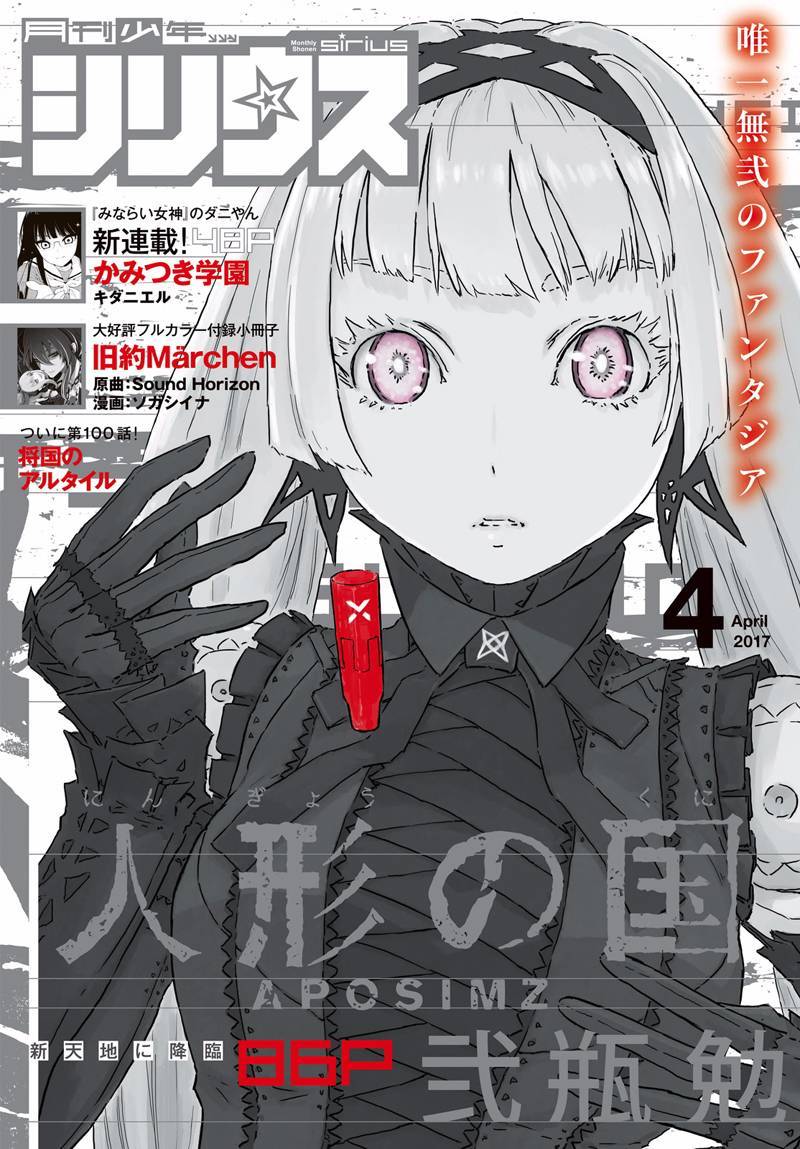 月刊少年
Monthly Shonen
sirius
シリウス
唯一無弐のファンタジア
『みならい女神』のダニやん
新連載!48P
かみつき学園
キダニエル
大好評フルカラー付録小冊子
旧約Märchen
原曲:Sound Horizon
漫画:ソガシイナ
ついに第100話!
将国の
アルタイル
4
April
2017
にんぎょう くに
人形の国
APOSIMZ
新天地に降臨
86P
弐瓶勉